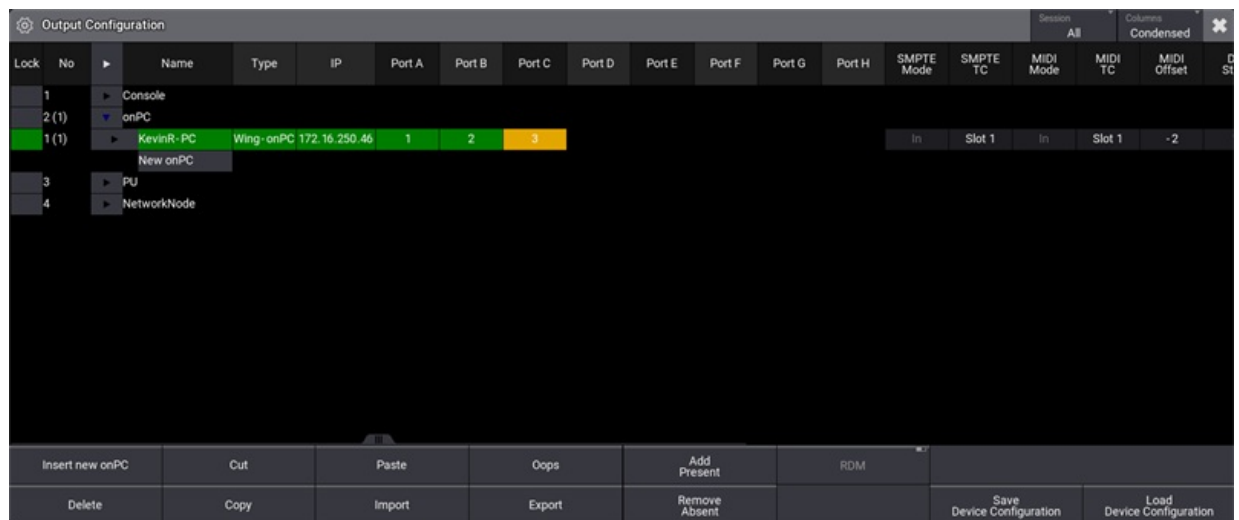 Output Configuration
Session
All
Columns
Condensed
Lock No Name Type IP Port A Port B Port C Port D Port E Port F Port G Port H SMPTE Mode SMPTE TC MIDI Mode MIDI TC MIDI Offset
1 Console
2 (1) onPC
1 (1) KevinR-PC Wing-onPC 172.16.250.46 1 2 3 In Slot 1 In Slot 1 -2
New onPC
3 PU
4 NetworkNode
Insert new onPC Cut Paste Oops Add Present RDM
Delete Copy Import Export Remove Absent Save Device Configuration Load Device Configuration